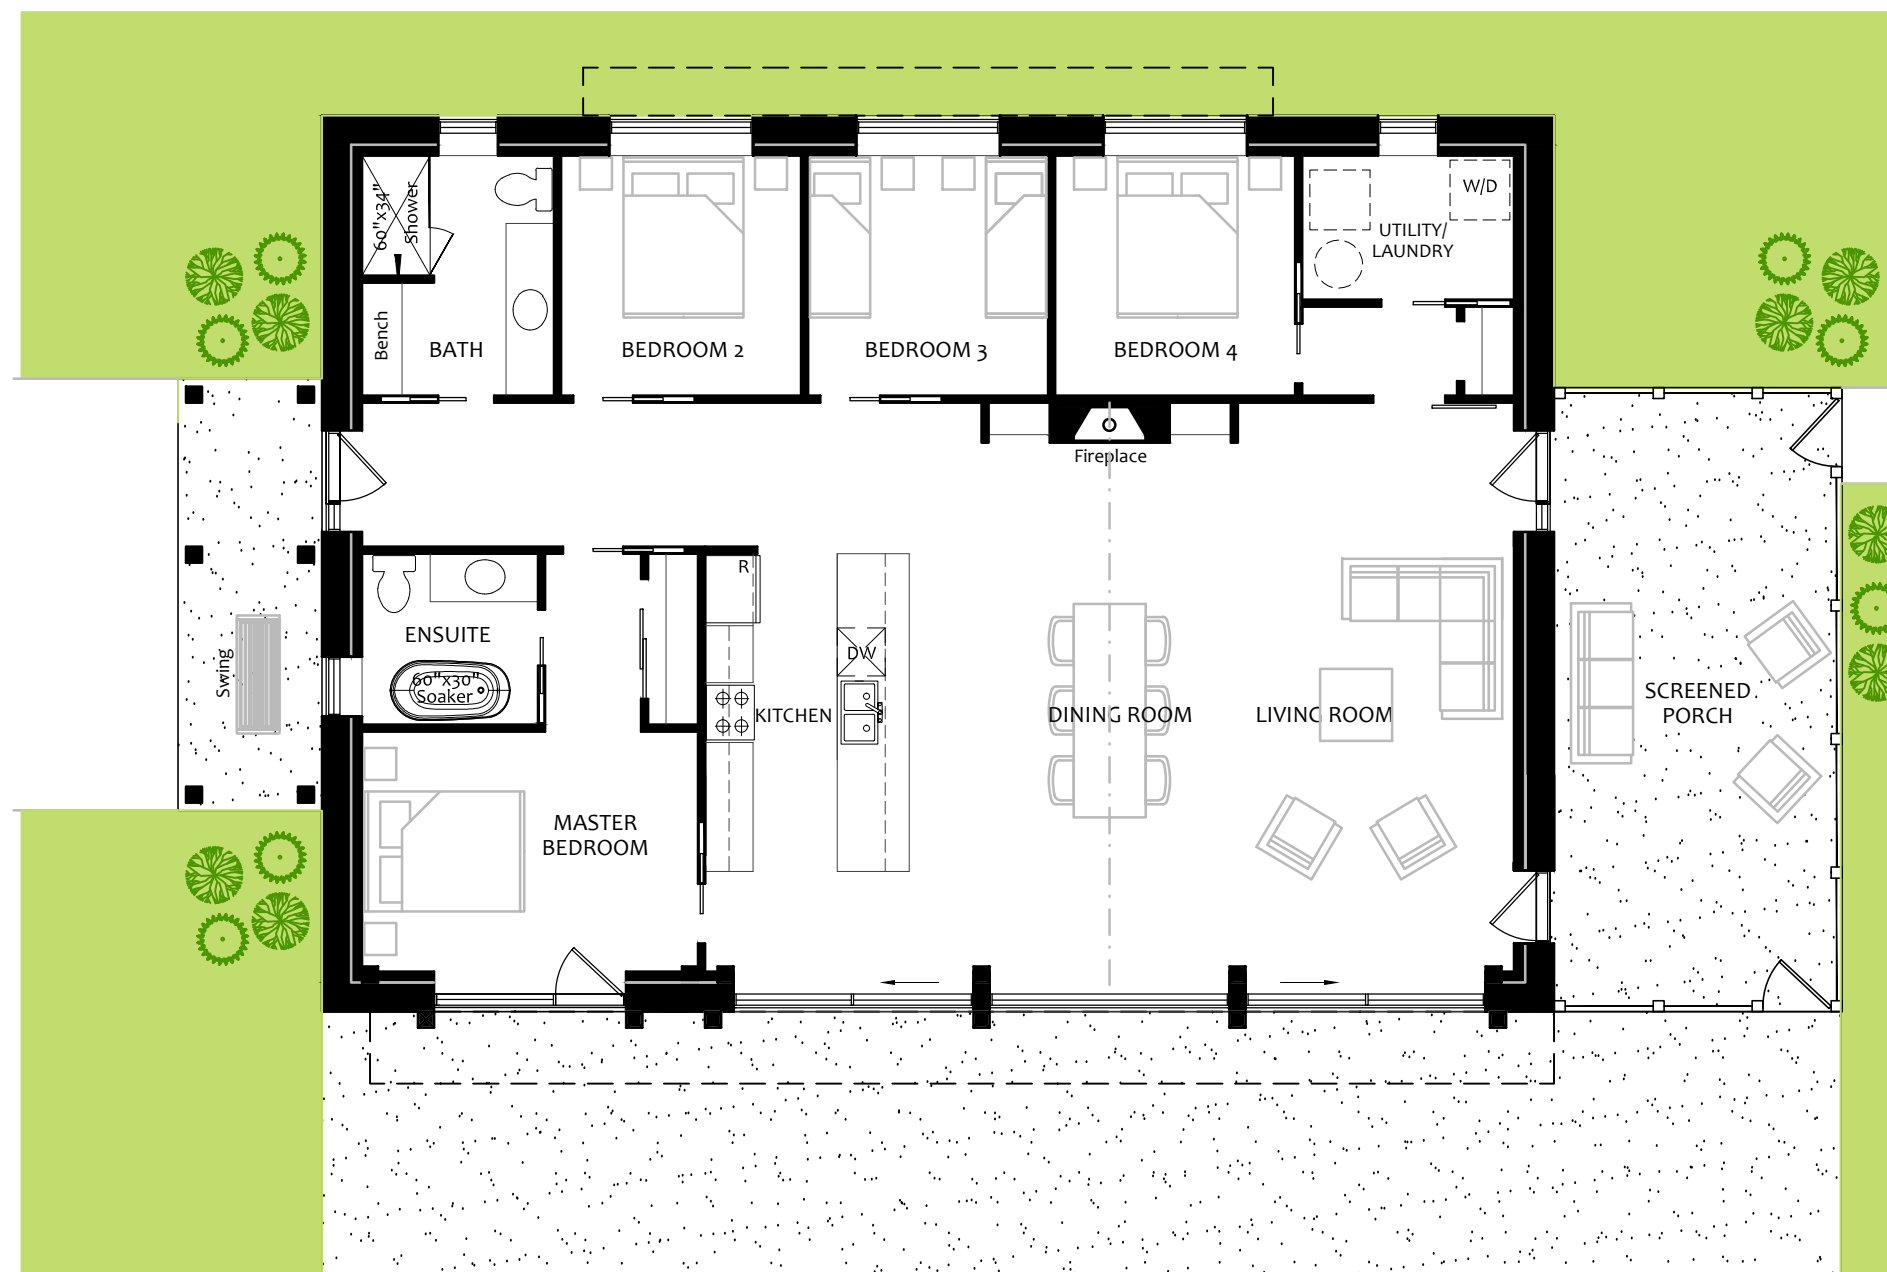 60"x34"
Shower
W/D
UTILITY/
LAUNDRY
Bench
BATH
BEDROOM 2
BEDROOM 3
BEDROOM 4
Fireplace
R
ENSUITE
60"x30"
Soaker
DW
Swing
KITCHEN
DINING ROOM
LIVING ROOM
SCREENED
PORCH
MASTER
BEDROOM